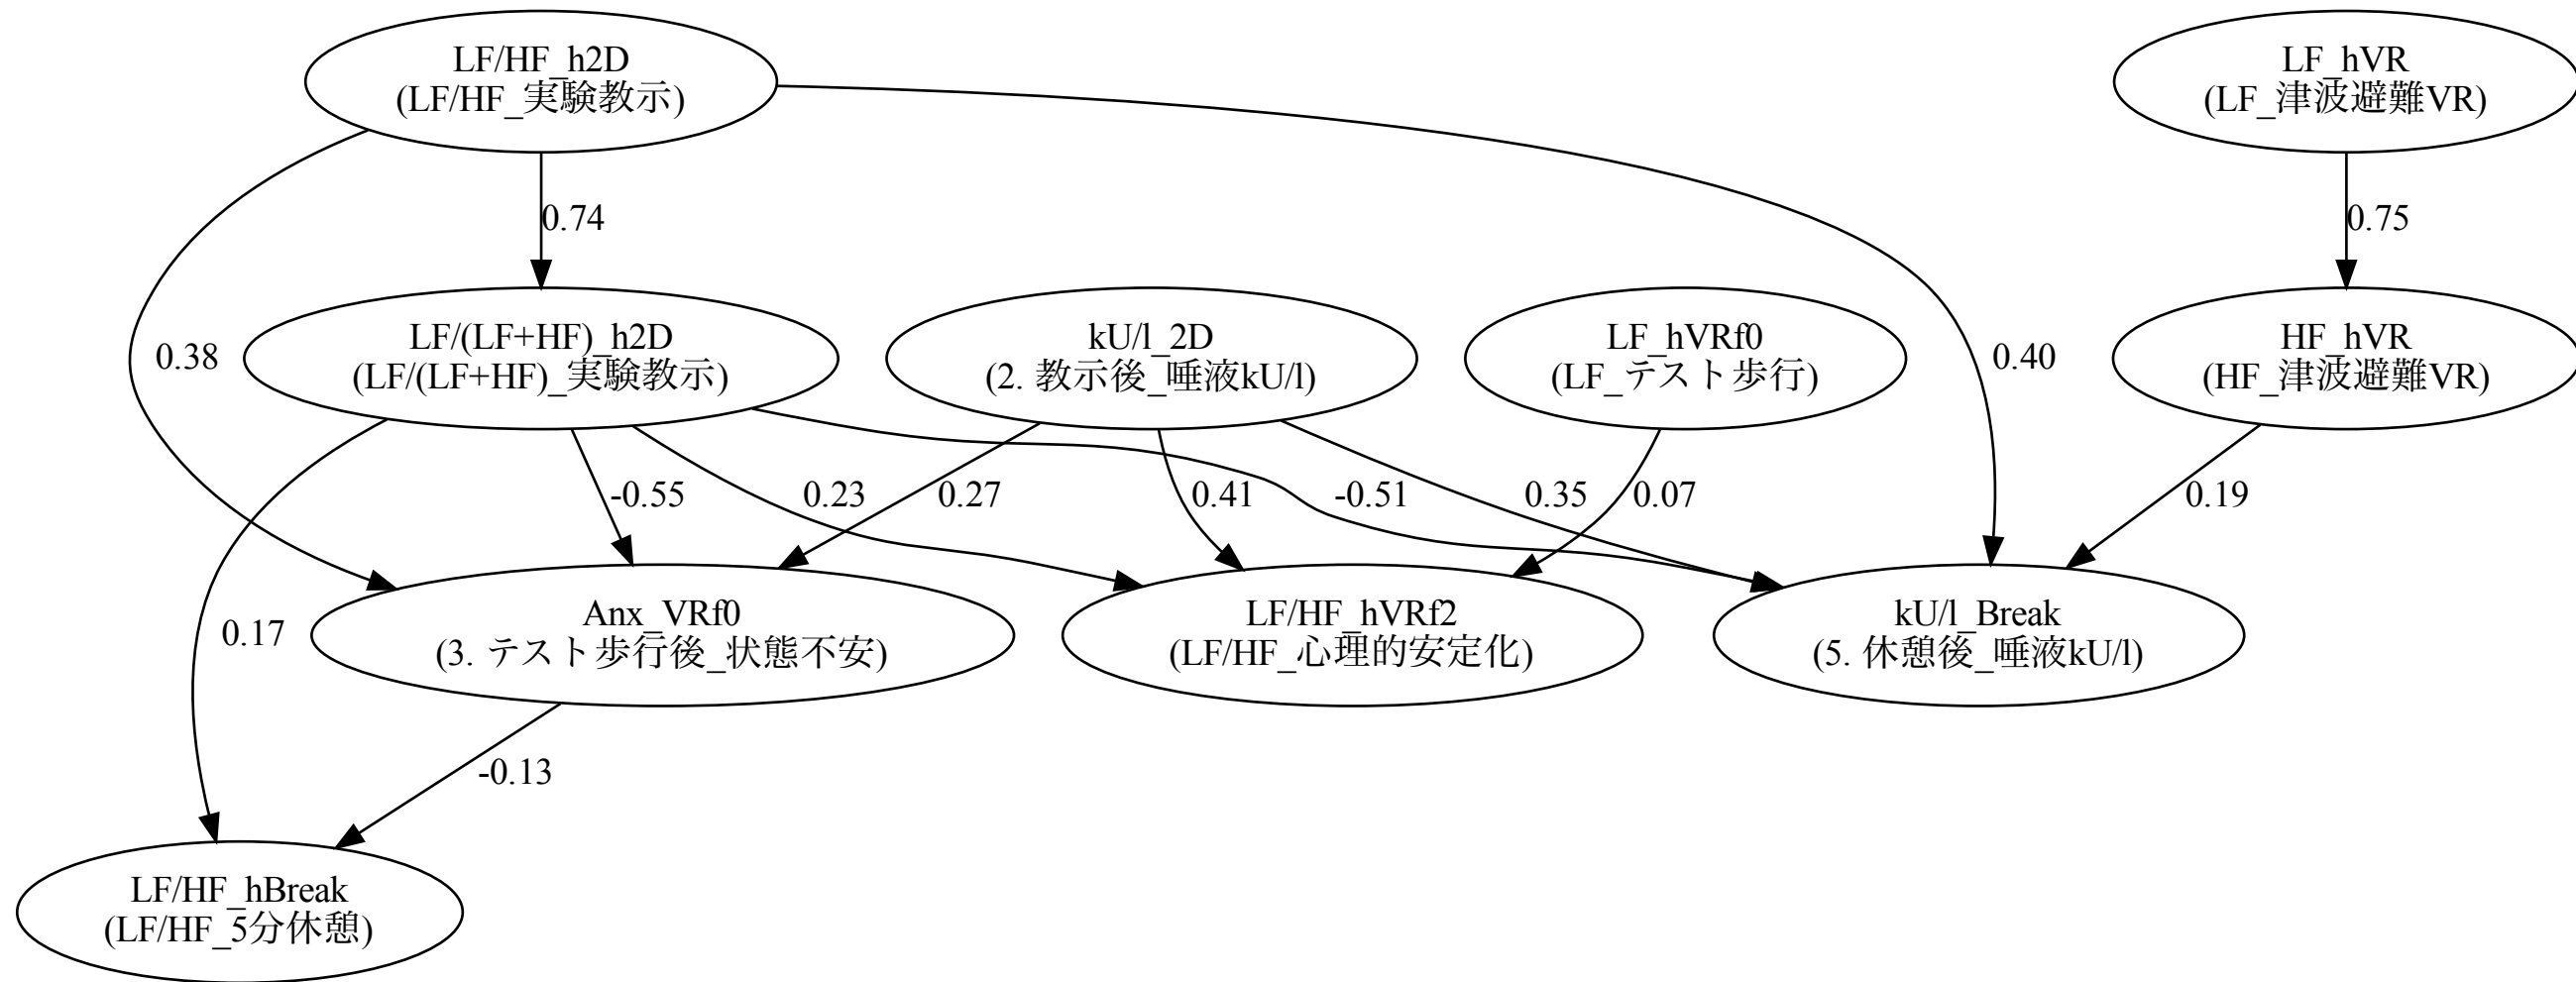 LF/HF_h2D
(LF/HF_実験教示)
LF_hVR
(LF_津波避難VR)
0.74
0.75
LF/(LF+HF)_h2D
(LF/(LF+HF)_実験教示)
kU/l_2D
(2. 教示後_唾液kU/l)
LF_hVRf0
(LF_テスト歩行)
HF_hVR
(HF_津波避難VR)
0.38
0.40
-0.55
0.23
0.27
0.41
-0.51
0.35
0.07
0.19
0.17
Anx_VRf0
(3. テスト歩行後_状態不安)
LF/HF_hVRf2
(LF/HF_心理的安定化)
kU/l_Break
(5. 休憩後_唾液kU/l)
-0.13
LF/HF_hBreak
(LF/HF_5分休憩)